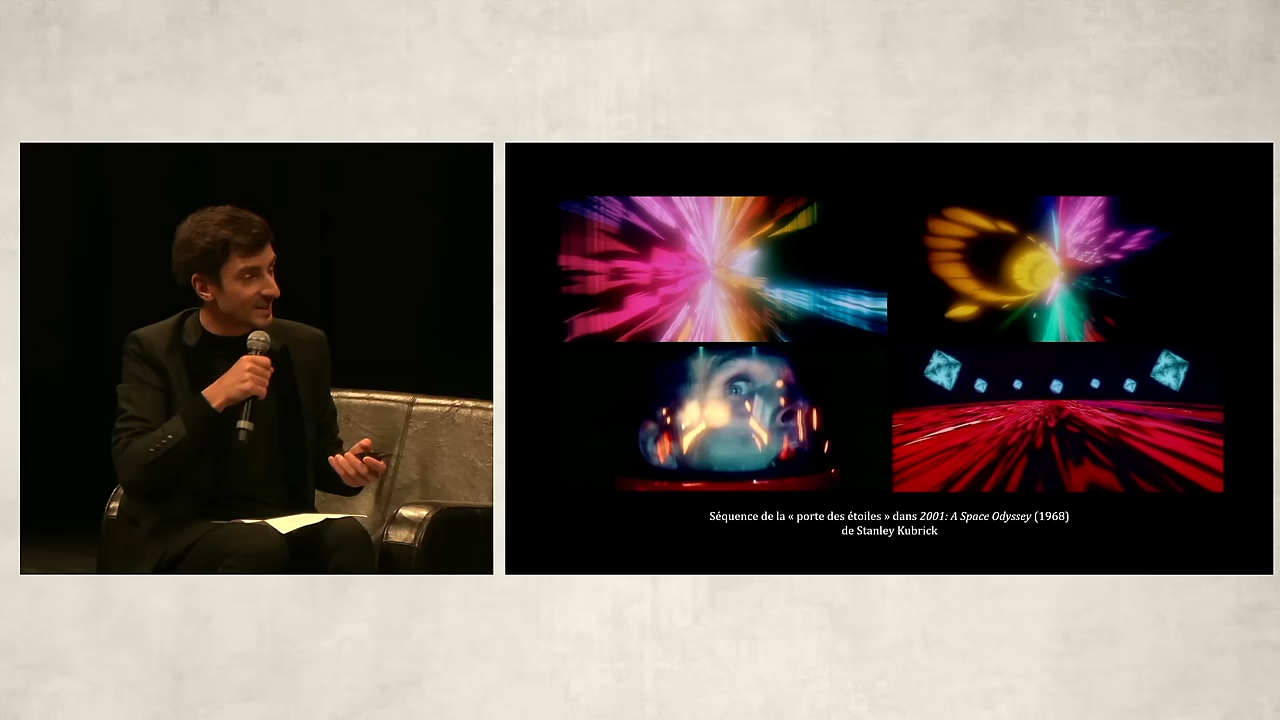 Séquence de la « porte des étoiles » dans 2001: A Space Odyssey (1968)
de Stanley Kubrick